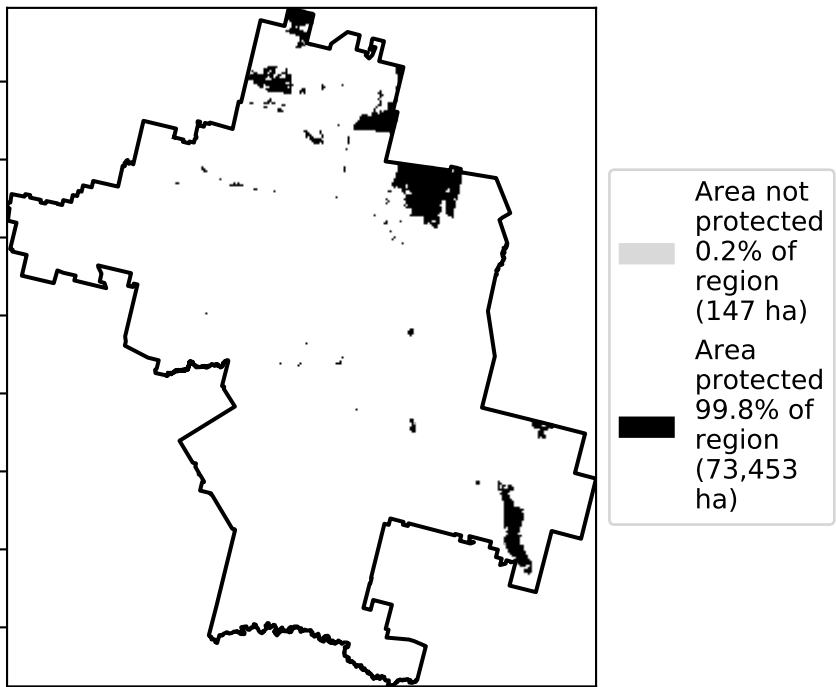 Area not
protected
0.2% of
region
(147 ha)
Area
protected
99.8% of
region
(73,453
ha)